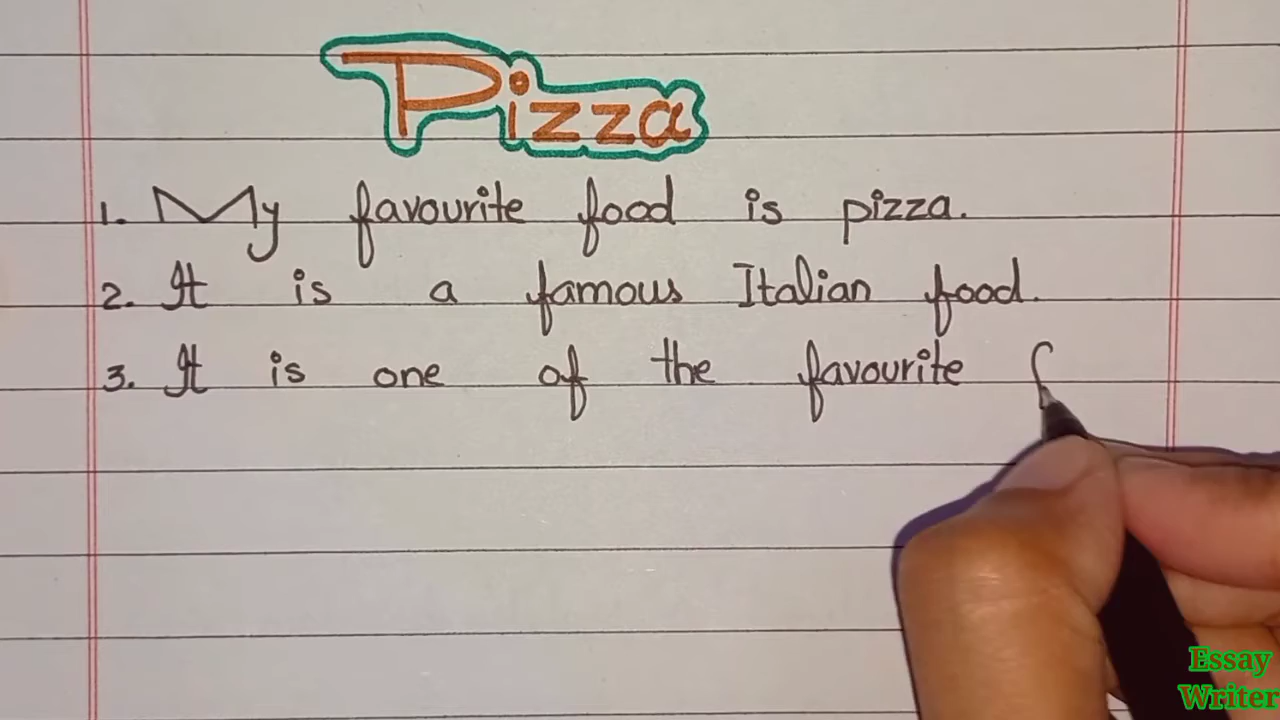 Pizza
1. My favourite food is pizza.
2. It is a famous Italian food.
3. It is one of the favourite f
Essay
Writer